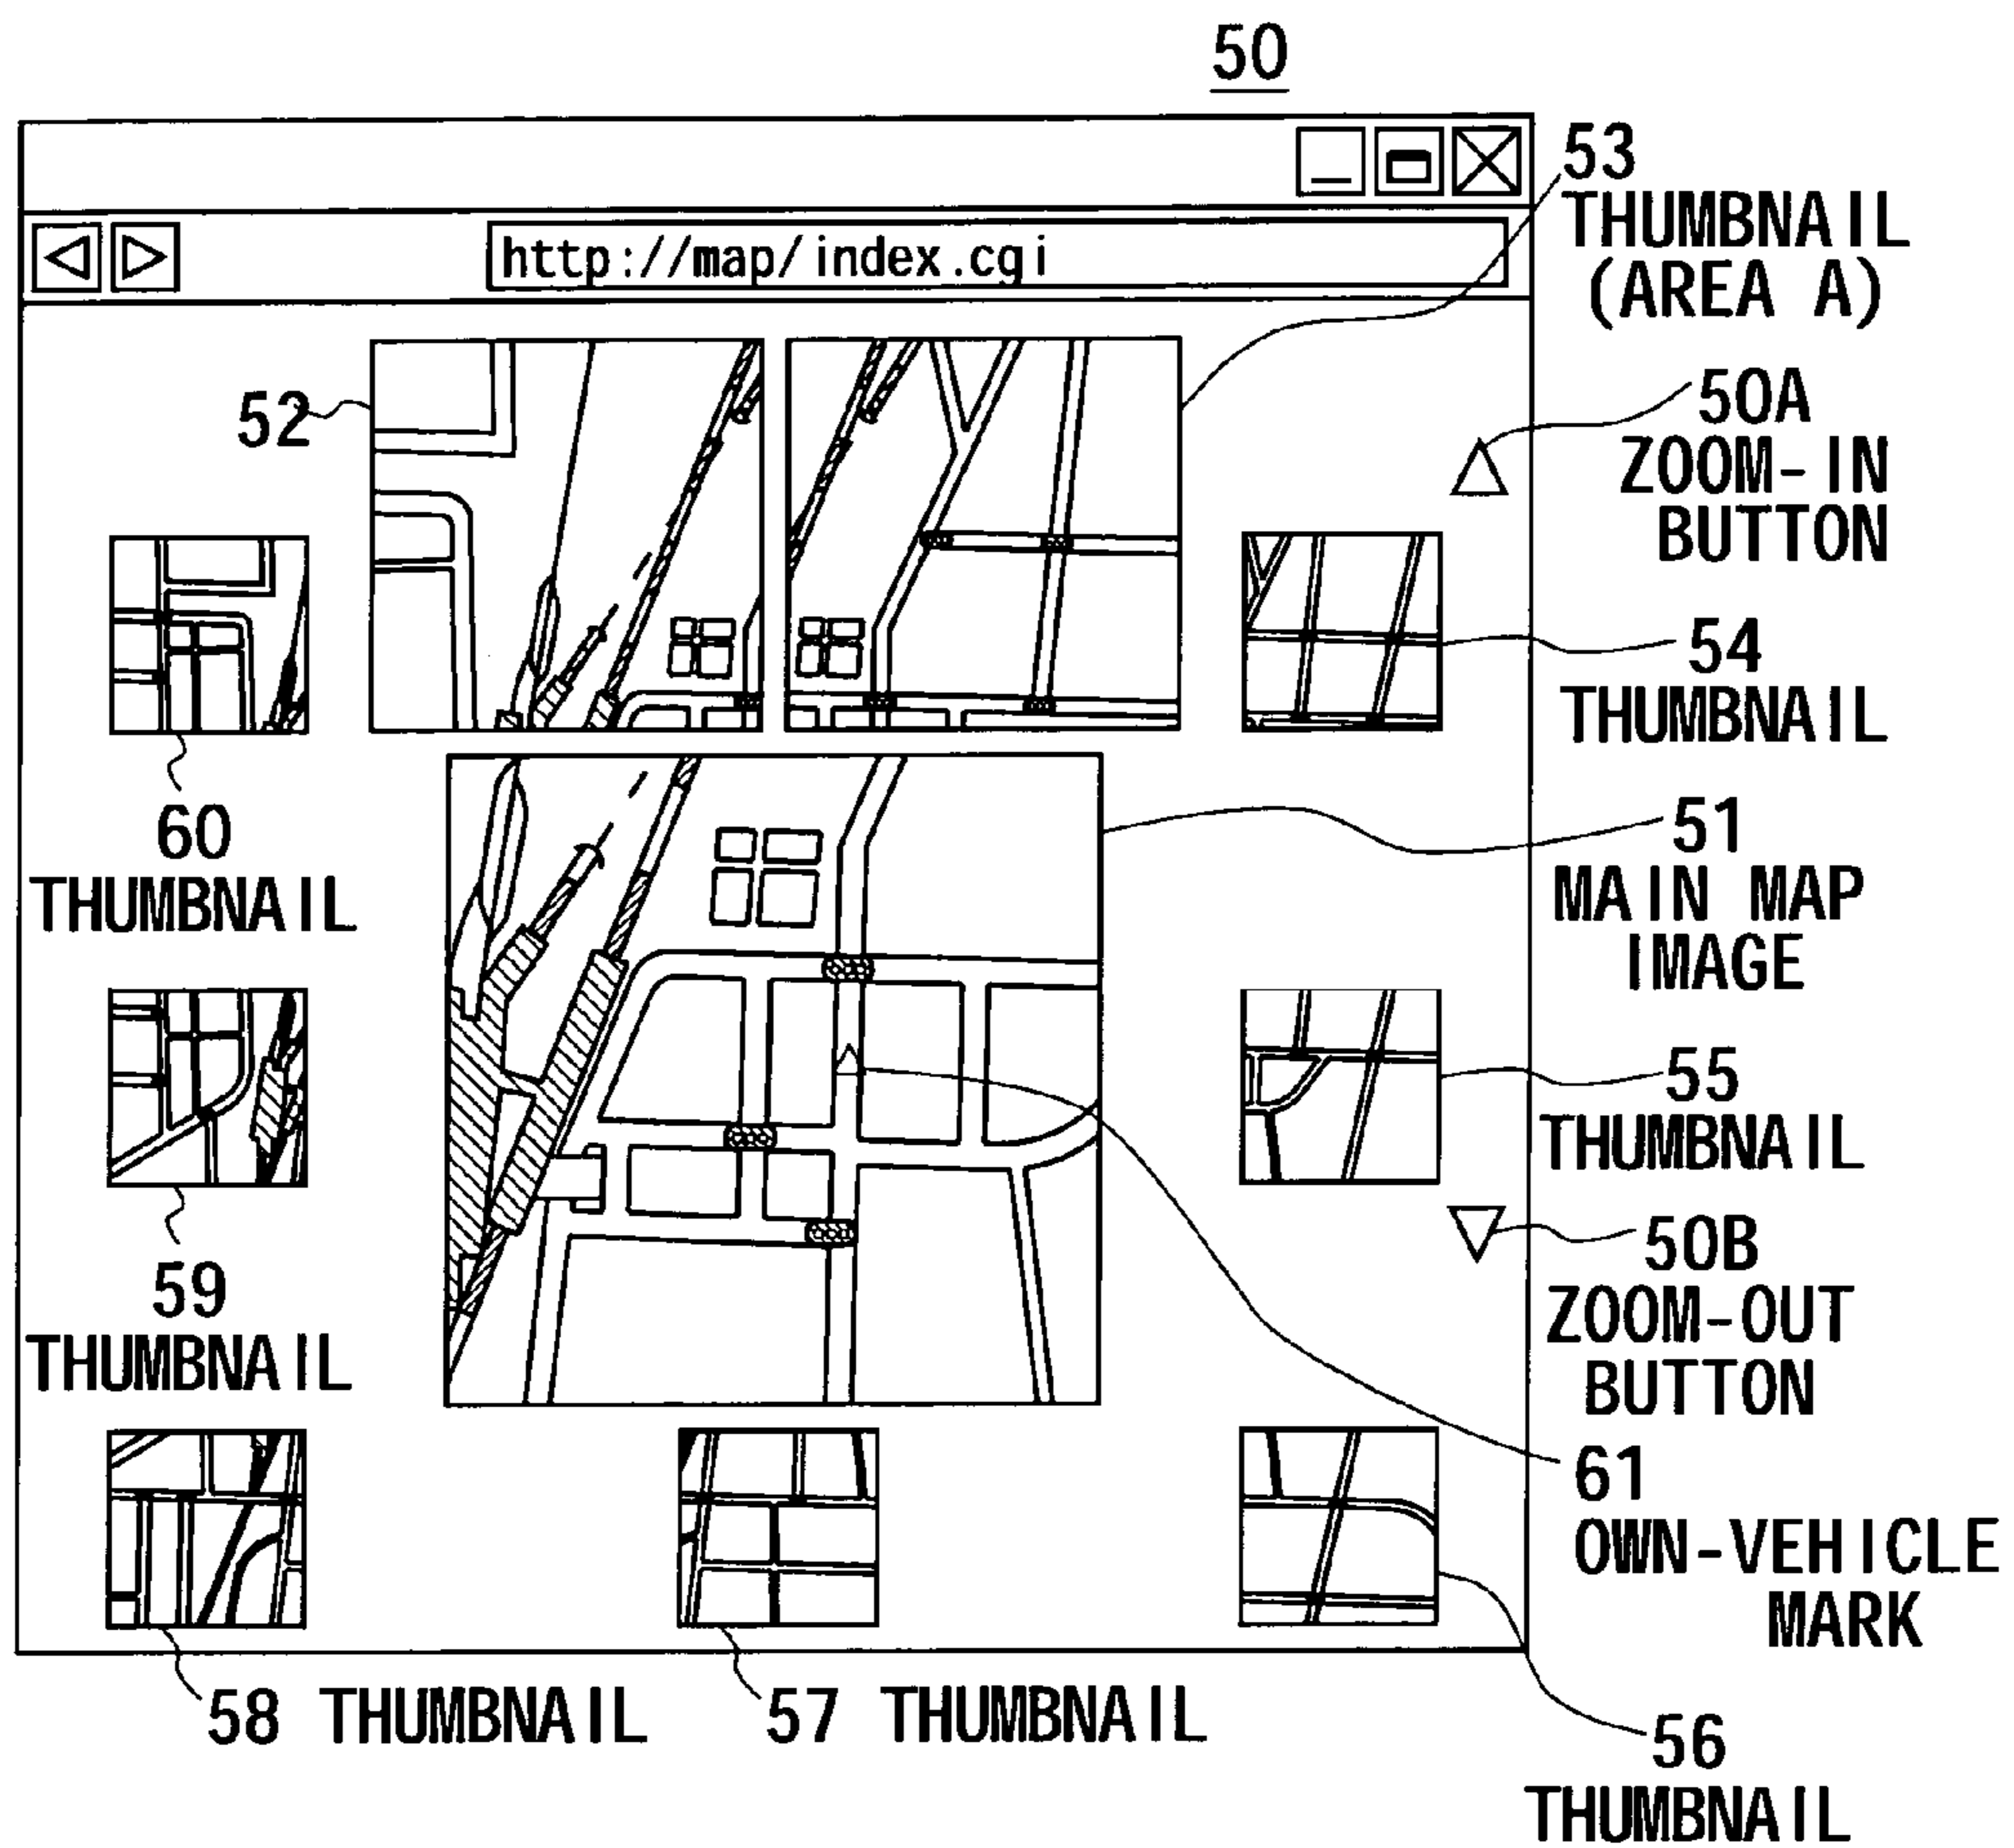 50
http://map/index.cgi
53
THUMBNAIL
(AREA A)
52
50A
ZOOM-IN
BUTTON
54
THUMBNAIL
60
THUMBNAIL
51
MAIN MAP
IMAGE
55
THUMBNAIL
59
THUMBNAIL
50B
ZOOM-OUT
BUTTON
61
OWN-VEHICLE
MARK
58 THUMBNAIL
57 THUMBNAIL
56
THUMBNAIL